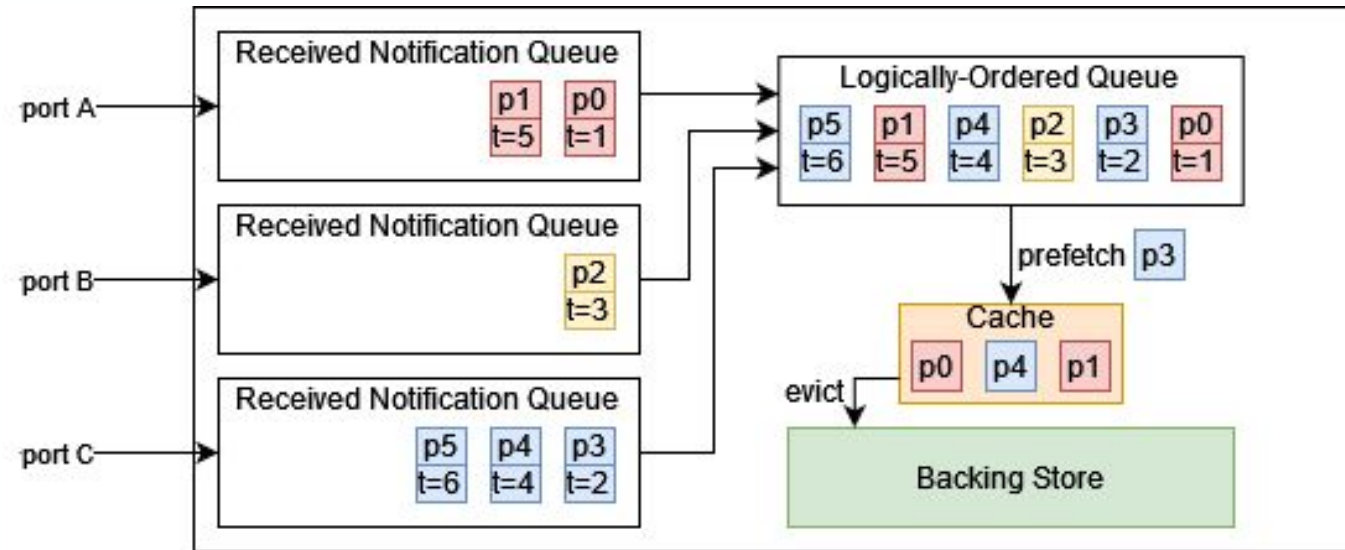 port A
Received Notification Queue
p1 p0
t=5 t=1
port B
Received Notification Queue
p2
t=3
port C
Received Notification Queue
p5 p4 p3
t=6 t=4 t=2
Logically-Ordered Queue
p5 p1 p4 p2 p3 p0
t=6 t=5 t=4 t=3 t=2 t=1
prefetch p3
Cache
p0 p4 p1
evict
Backing Store